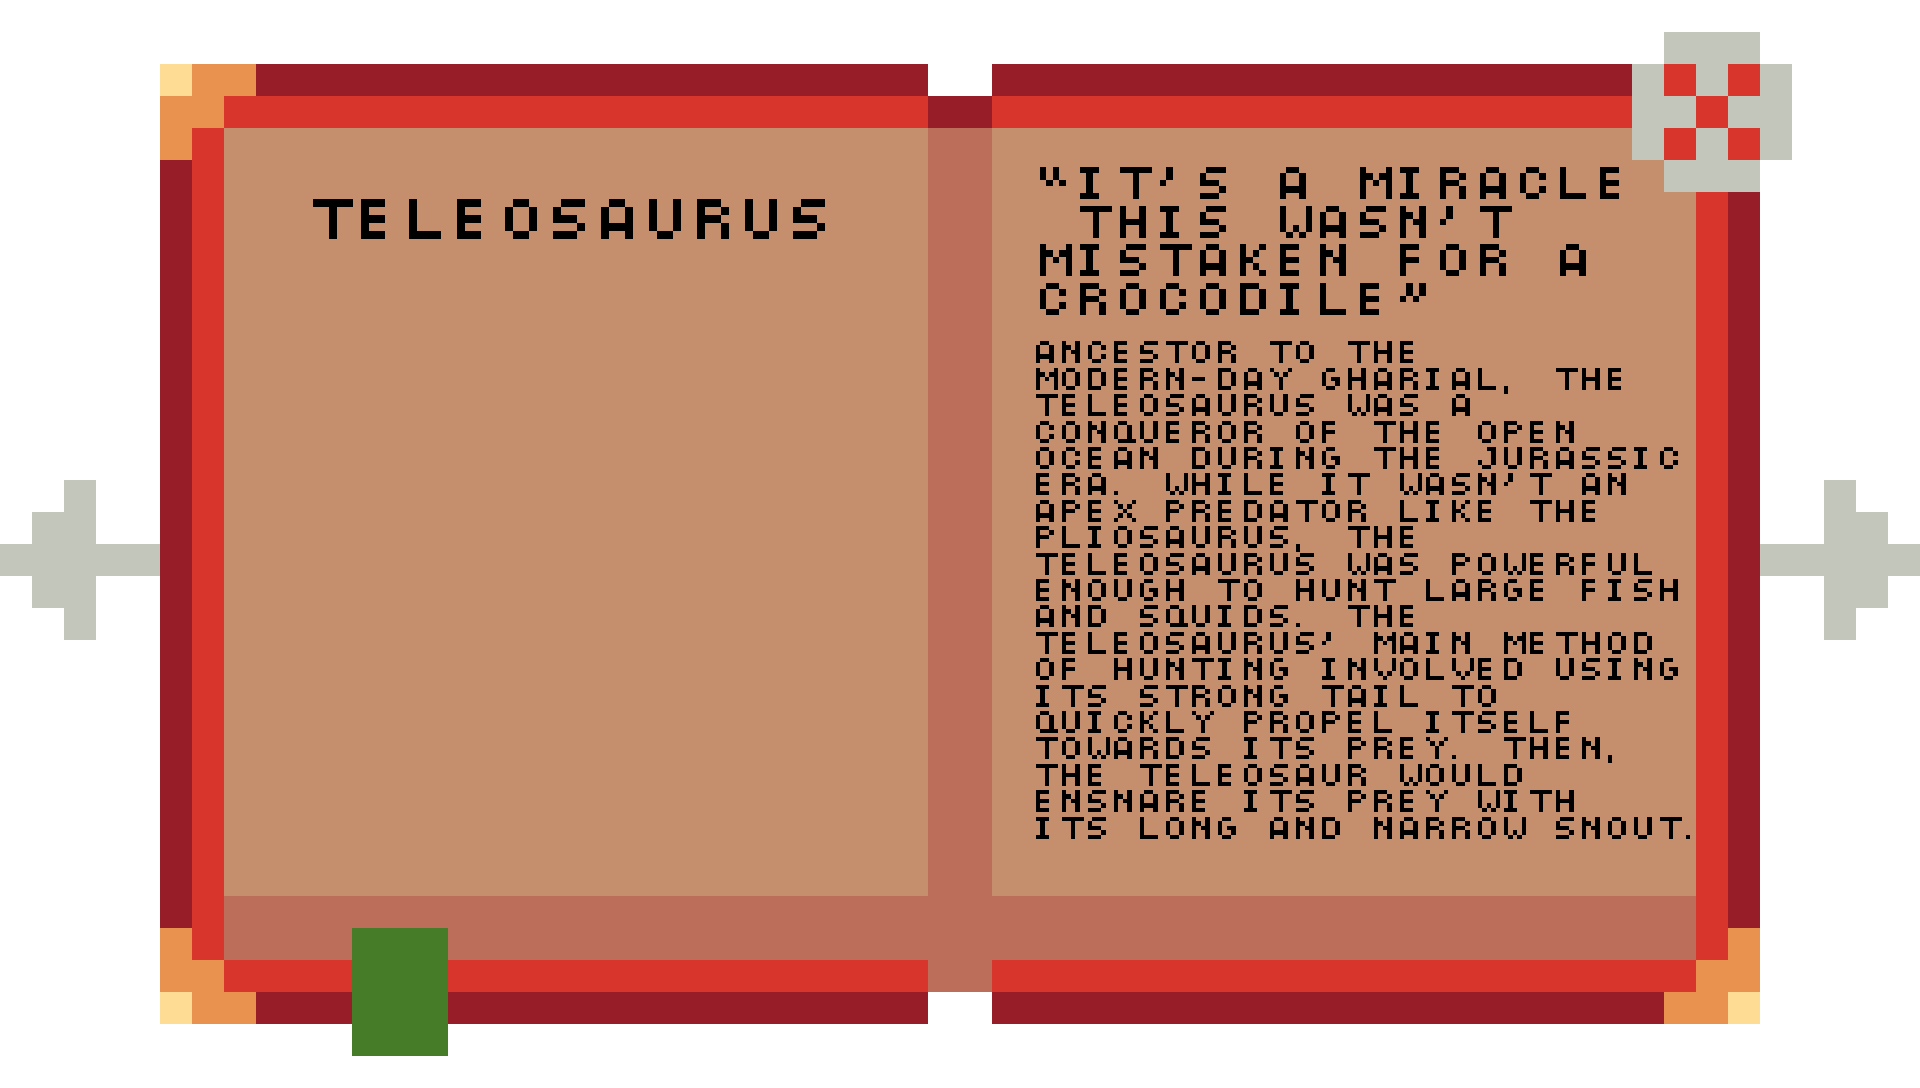 TELEOSAURUS
"IT'S A MIRACLE
THIS WASN'T
MISTAKEN FOR A
CROCODILE"
ANCESTOR TO THE
MODERN-DAY GHARIAL, THE
TELEOSAURUS WAS A
CONQUEROR OF THE OPEN
OCEAN DURING THE JURASSIC
ERA. WHILE IT WASN'T AN
APEX PREDATOR LIKE THE
PLIOSAURUS, THE
TELEOSAURUS WAS POWERFUL
ENOUGH TO HUNT LARGE FISH
AND SQUIDS. THE
TELEOSAURUS' MAIN METHOD
OF HUNTING INVOLVED USING
ITS STRONG TAIL TO
QUICKLY PROPEL ITSELF
TOWARDS ITS PREY. THEN,
THE TELEOSAUR WOULD
ENSNARE ITS PREY WITH
ITS LONG AND NARROW SNOUT.